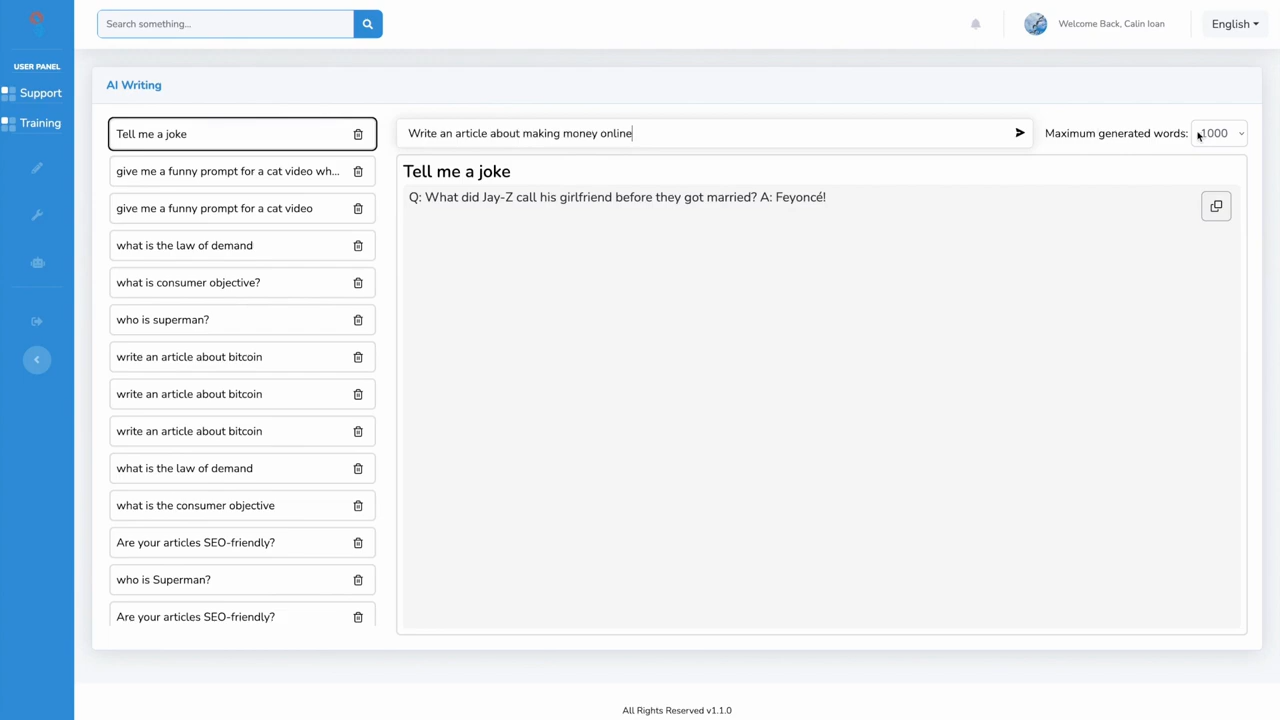 Search something...
Welcome Back, Calin Ioan
English
USER PANEL
Support
Training
AI Writing
Tell me a joke
give me a funny prompt for a cat video wh...
give me a funny prompt for a cat video
what is the law of demand
what is consumer objective?
who is superman?
write an article about bitcoin
write an article about bitcoin
write an article about bitcoin
what is the law of demand
what is the consumer objective
Are your articles SEO-friendly?
who is Superman?
Are your articles SEO-friendly?
Write an article about making money online
Maximum generated words: 1000
Tell me a joke
Q: What did Jay-Z call his girlfriend before they got married? A: Feyoncé!
All Rights Reserved v1.1.0